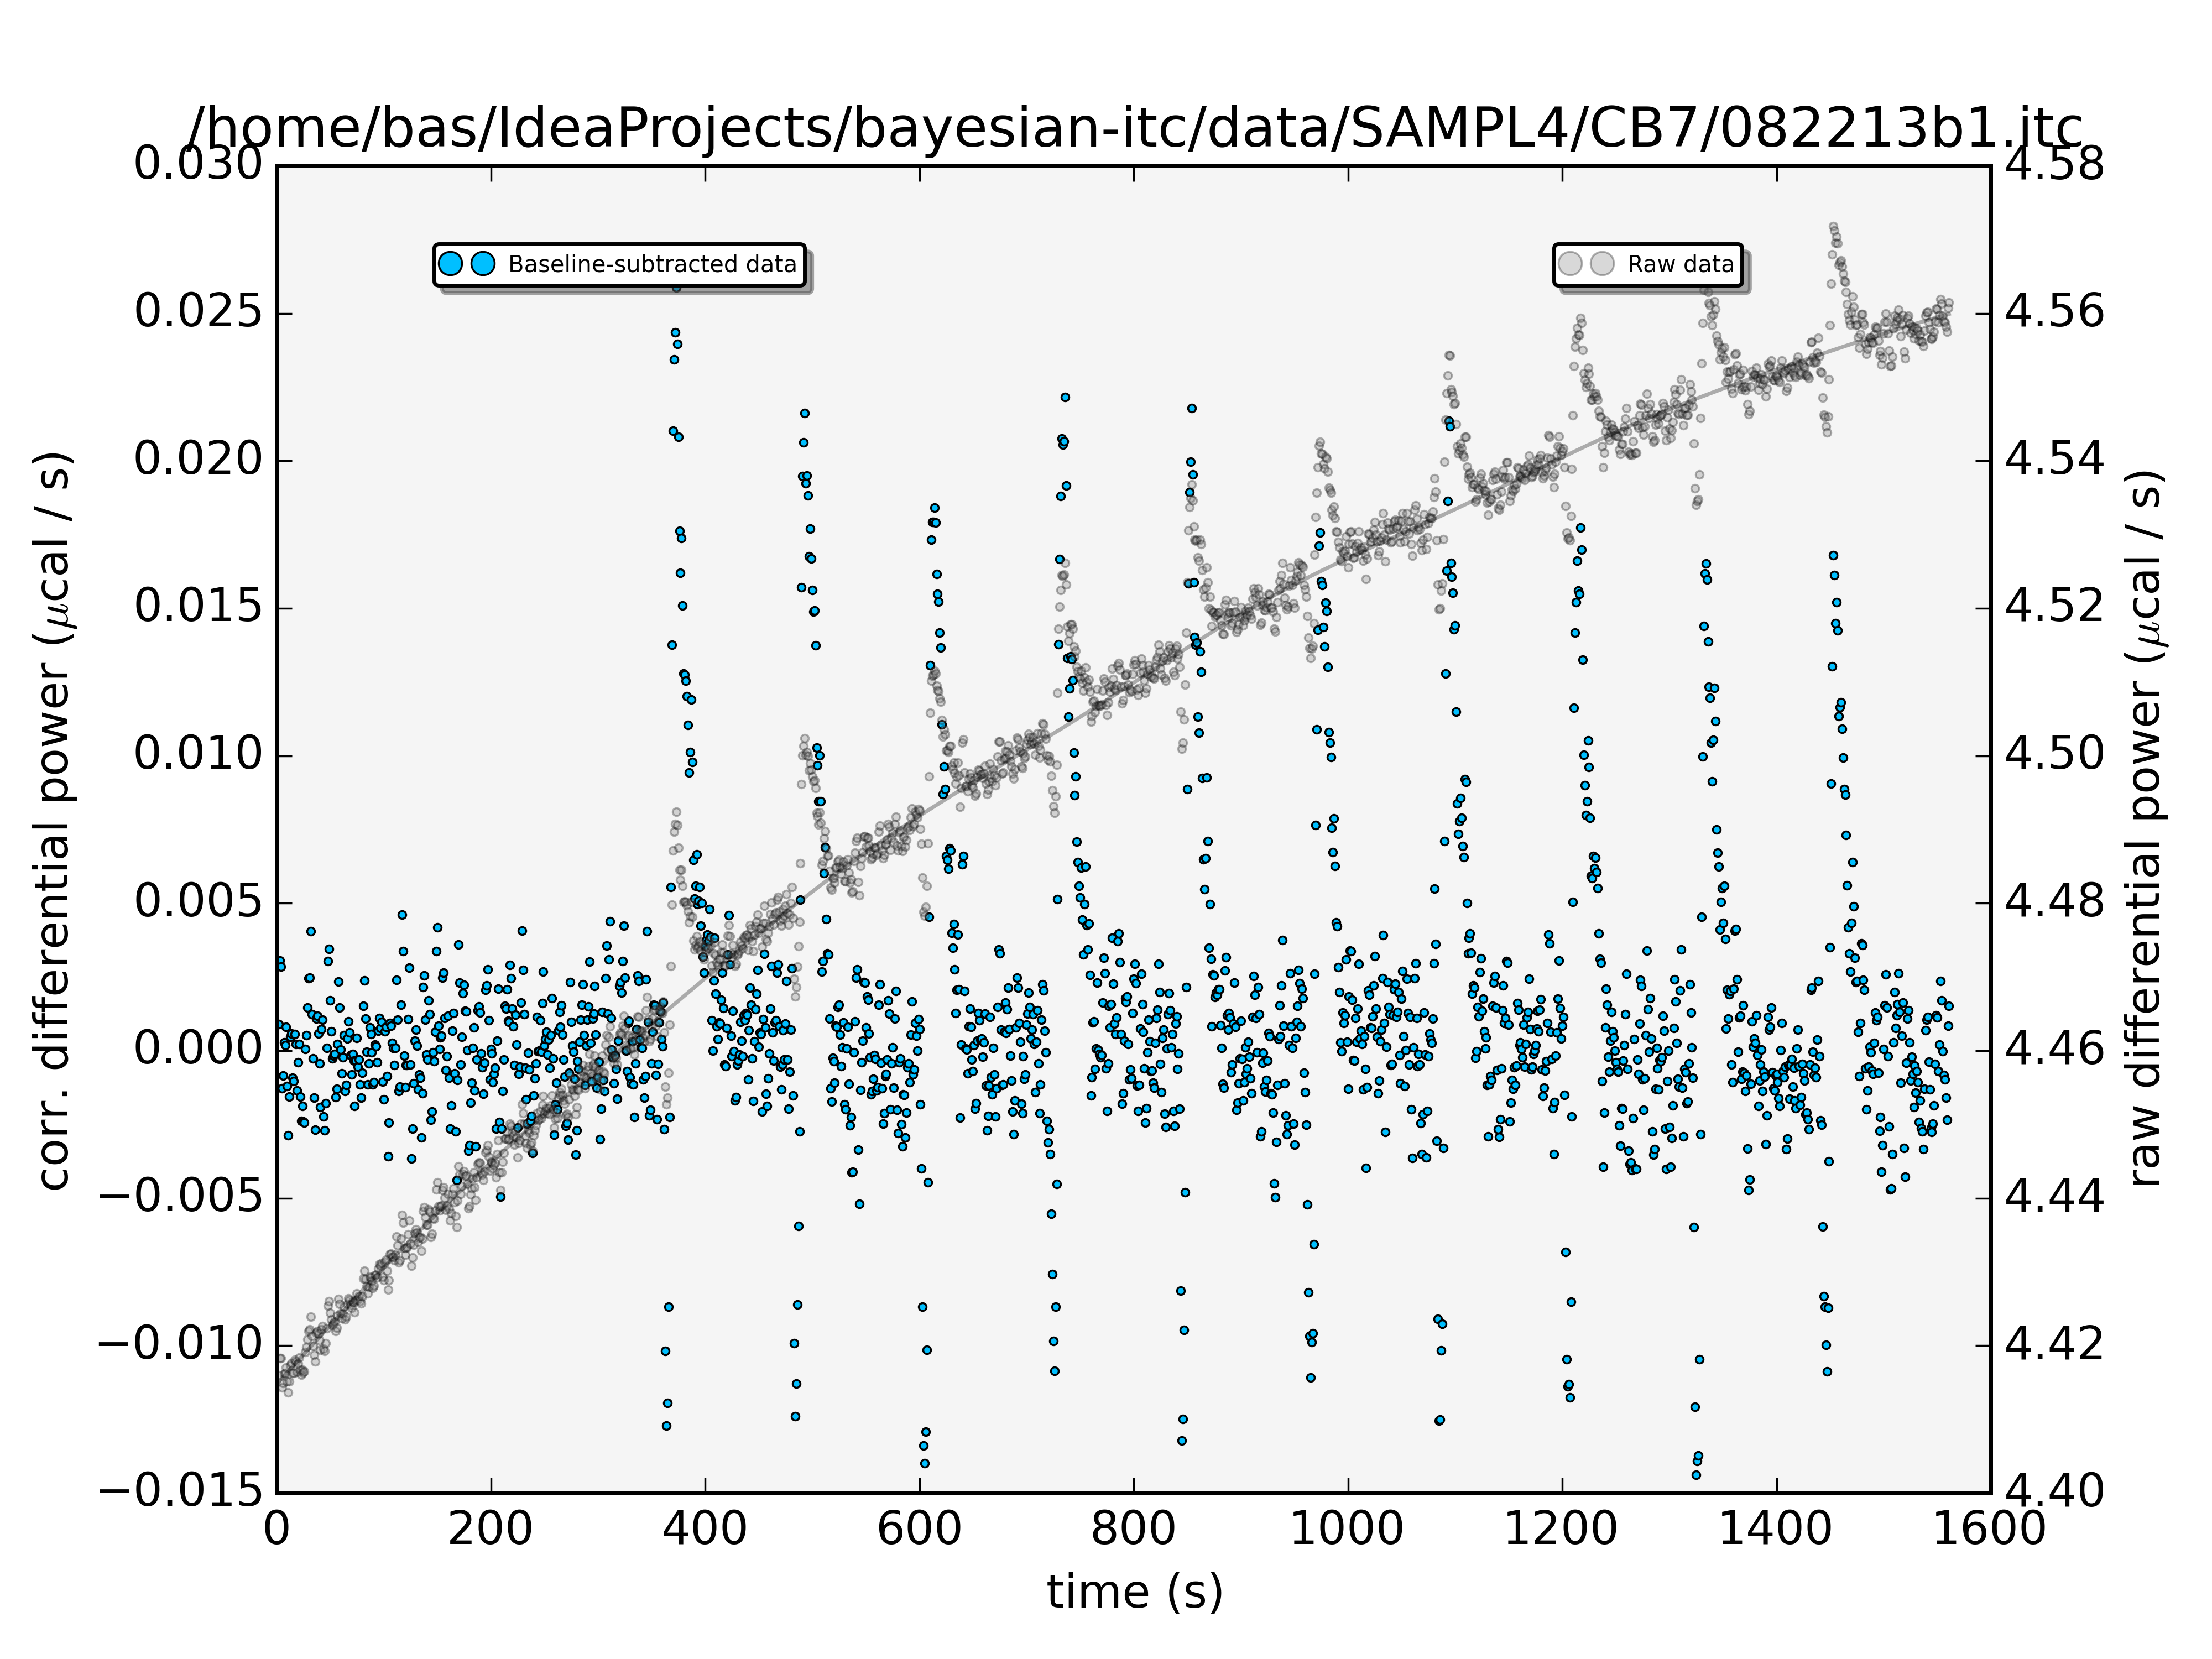 /home/bas/IdeaProjects/bayesian-itc/data/SAMPL4/CB7/082213b1.itc
Baseline-subtracted data
Raw data
corr. differential power (μcal / s)
0.030
0.025
0.020
0.015
0.010
0.005
0.000
−0.005
−0.010
−0.015
4.58
4.56
4.54
4.52
4.50
4.48
4.46
4.44
4.42
4.40
raw differential power (μcal / s)
0 200 400 600 800 1000 1200 1400 1600
time (s)